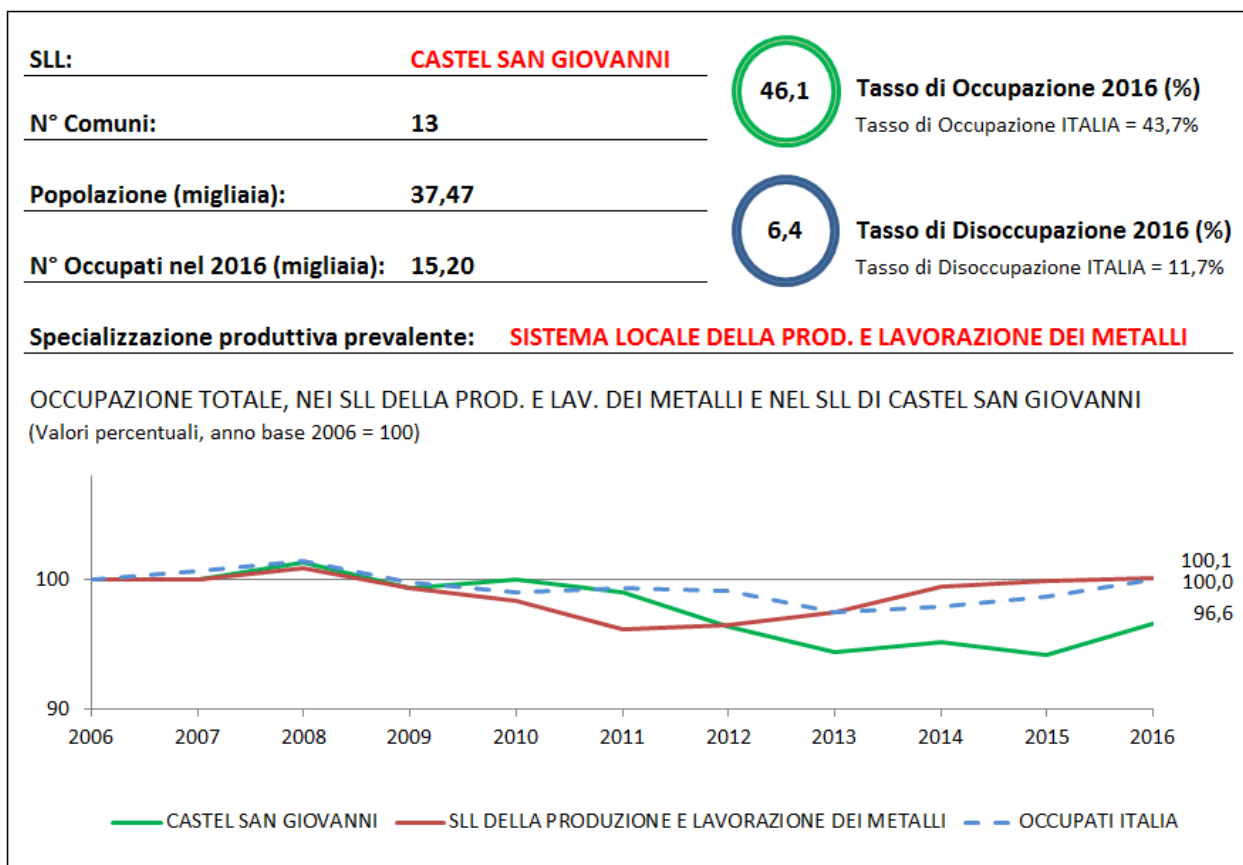 SLL: CASTEL SAN GIOVANNI
N° Comuni: 13
Popolazione (migliaia): 37,47
N° Occupati nel 2016 (migliaia): 15,20
46,1
Tasso di Occupazione 2016 (%)
Tasso di Occupazione ITALIA = 43,7%
6,4
Tasso di Disoccupazione 2016 (%)
Tasso di Disoccupazione ITALIA = 11,7%
Specializzazione produttiva prevalente: SISTEMA LOCALE DELLA PROD. E LAVORAZIONE DEI METALLI
OCCUPAZIONE TOTALE, NEI SLL DELLA PROD. E LAV. DEI METALLI E NEL SLL DI CASTEL SAN GIOVANNI
(Valori percentuali, anno base 2006 = 100)
100
90
100,1
100,0
96,6
2006 2007 2008 2009 2010 2011 2012 2013 2014 2015 2016
CASTEL SAN GIOVANNI SLL DELLA PRODUZIONE E LAVORAZIONE DEI METALLI OCCUPATI ITALIA